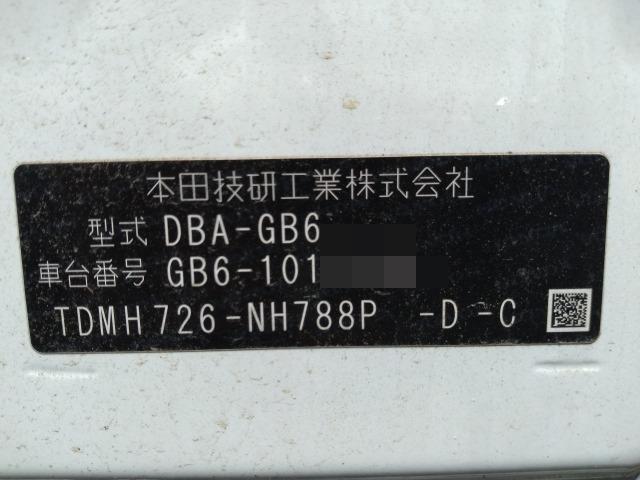 本田技研工業株式会社
型式 DBA-GB6
車台番号 GB6-101
TDMH726-NH788P -D-C